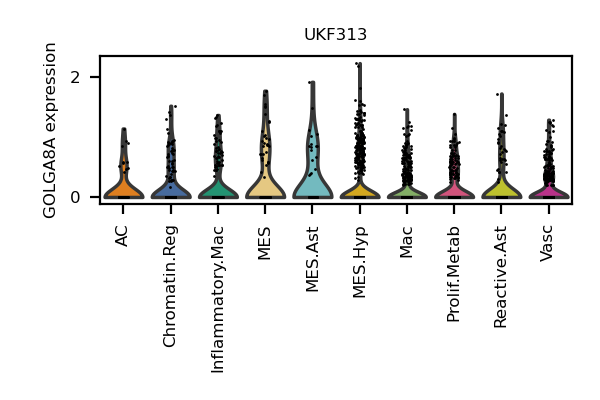 UKF313
GOLGA8A expression
2
0
AC
Chromatin.Reg
Inflammatory.Mac
MES
MES.Ast
MES.Hyp
Mac
Prolif.Metab
Reactive.Ast
Vasc